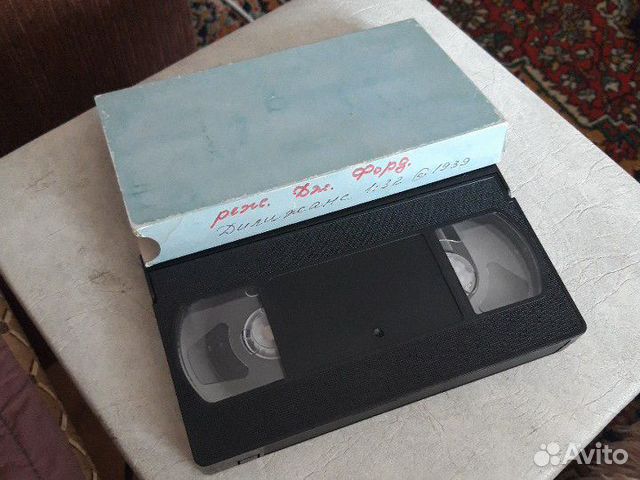 реж. Дж. Форд.
Дилижанс 1:32 © 1939
Avito